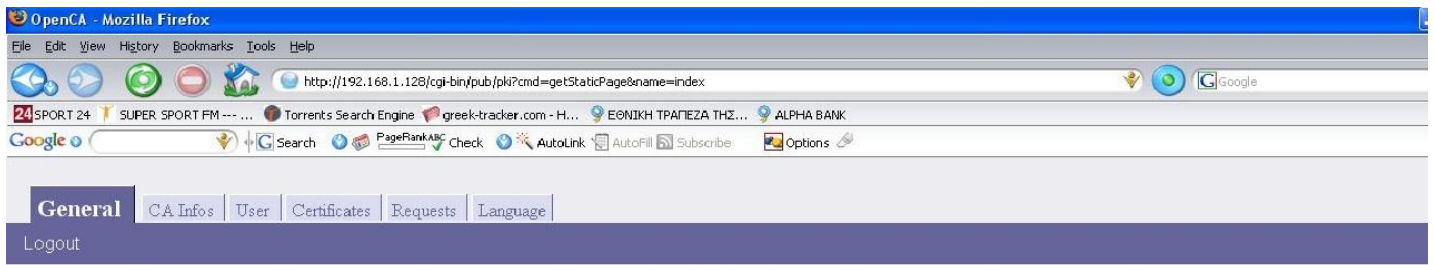 OpenCA - Mozilla Firefox
File Edit View History Bookmarks Tools Help
http://192.168.1.128/cgi-bin/pub/pki?cmd=getStaticPage&name=index G Google
24 SPORT 24 SUPER SPORT FM --- ... Torrents Search Engine greek-tracker.com - H... ΕΘΝΙΚΗ ΤΡΑΠΕΖΑ ΤΗΣ... ALPHA BANK
Google G Search PageRank ABC Check AutoLink AutoFill Subscribe Options
General CA Infos User Certificates Requests Language
Logout